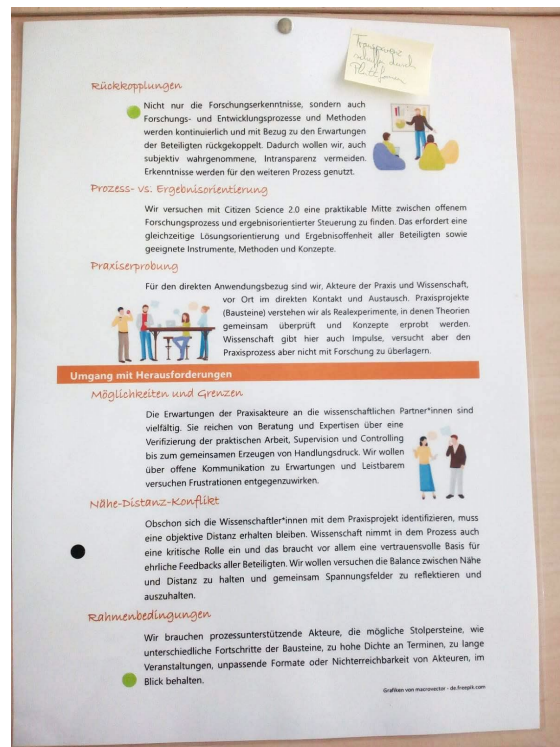 Transparenz
schaffen durch
Plattform
Rückkopplungen
Nicht nur die Forschungserkenntnisse, sondern auch
Forschungs- und Entwicklungsprozesse und Methoden
werden kontinuierlich und mit Bezug zu den Erwartungen
der Beteiligten rückgekoppelt. Dadurch wollen wir, auch
subjektiv wahrgenommene, Intransparenz vermeiden.
Erkenntnisse werden für den weiteren Prozess genutzt.
Prozess- vs. Ergebnisorientierung
Wir versuchen mit Citizen Science 2.0 eine praktikable Mitte zwischen offenem
Forschungsprozess und ergebnisorientierter Steuerung zu finden. Das erfordert eine
gleichzeitige Lösungsorientierung und Ergebnisoffenheit aller Beteiligten sowie
geeignete Instrumente, Methoden und Konzepte.
Praxiserprobung
Für den direkten Anwendungsbezug sind wir, Akteure der Praxis und Wissenschaft,
vor Ort im direkten Kontakt und Austausch. Praxisprojekte
(Bausteine) verstehen wir als Realexperimente, in denen Theorien
gemeinsam überprüft und Konzepte erprobt werden.
Wissenschaft gibt hier auch Impulse, versucht aber den
Praxisprozess aber nicht mit Forschung zu überlagern.
Umgang mit Herausforderungen
Möglichkeiten und Grenzen
Die Erwartungen der Praxisakteure an die wissenschaftlichen Partner*innen sind
vielfältig. Sie reichen von Beratung und Expertisen über eine
Verifizierung der praktischen Arbeit, Supervision und Controlling
bis zum gemeinsamen Erzeugen von Handlungsdruck. Wir wollen
über offene Kommunikation zu Erwartungen und Leistbarem
versuchen Frustrationen entgegenzuwirken.
Nähe-Distanz-Konflikt
Obschon sich die Wissenschaftler*innen mit dem Praxisprojekt identifizieren, muss
eine objektive Distanz erhalten bleiben. Wissenschaft nimmt in dem Prozess auch
eine kritische Rolle ein und das braucht vor allem eine vertrauensvolle Basis für
ehrliche Feedbacks aller Beteiligten. Wir wollen versuchen die Balance zwischen Nähe
und Distanz zu halten und gemeinsam Spannungsfelder zu reflektieren und
auszuhalten.
Rahmenbedingungen
Wir brauchen prozessunterstützende Akteure, die mögliche Stolpersteine, wie
unterschiedliche Fortschritte der Bausteine, zu hohe Dichte an Terminen, zu lange
Veranstaltungen, unpassende Formate oder Nichterreichbarkeit von Akteuren, im
Blick behalten.
Grafiken von macrovector - de.freepik.com